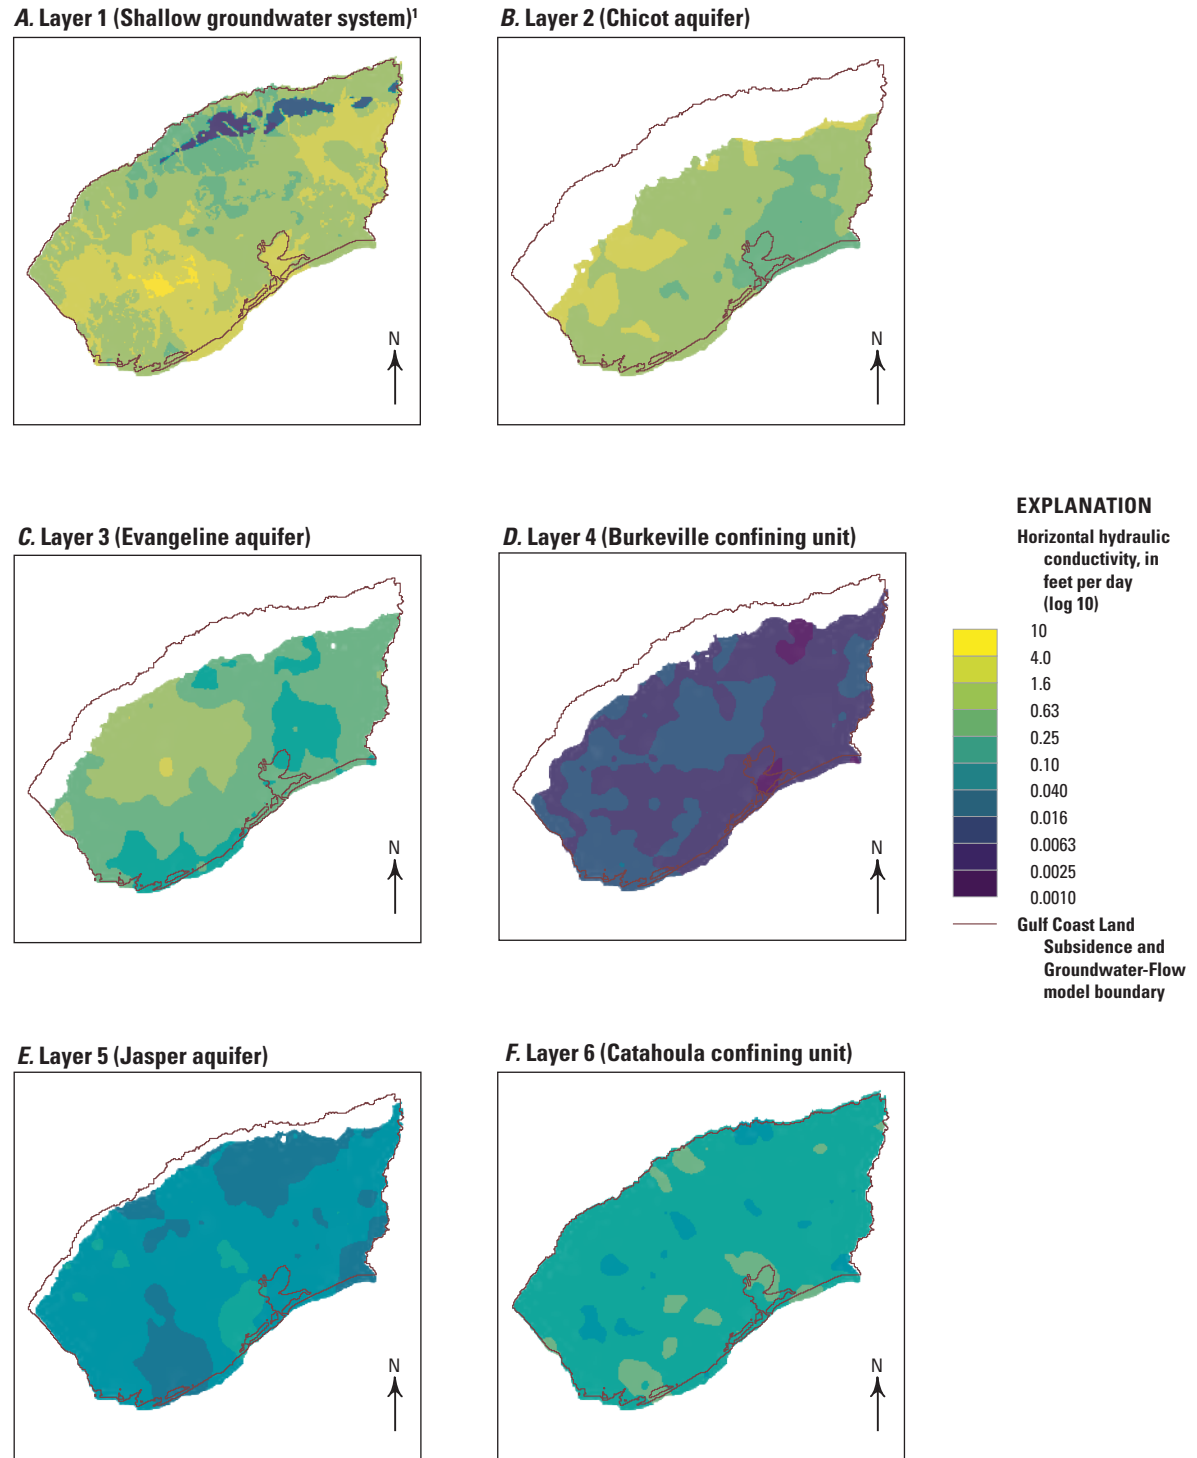 A. Layer 1 (Shallow groundwater system)¹
B. Layer 2 (Chicot aquifer)
N
N
C. Layer 3 (Evangeline aquifer)
D. Layer 4 (Burkeville confining unit)
N
N
EXPLANATION
Horizontal hydraulic
conductivity, in
feet per day
(log 10)
10
4.0
1.6
0.63
0.25
0.10
0.040
0.016
0.0063
0.0025
0.0010
Gulf Coast Land
Subsidence and
Groundwater-Flow
model boundary
E. Layer 5 (Jasper aquifer)
F. Layer 6 (Catahoula confining unit)
N
N